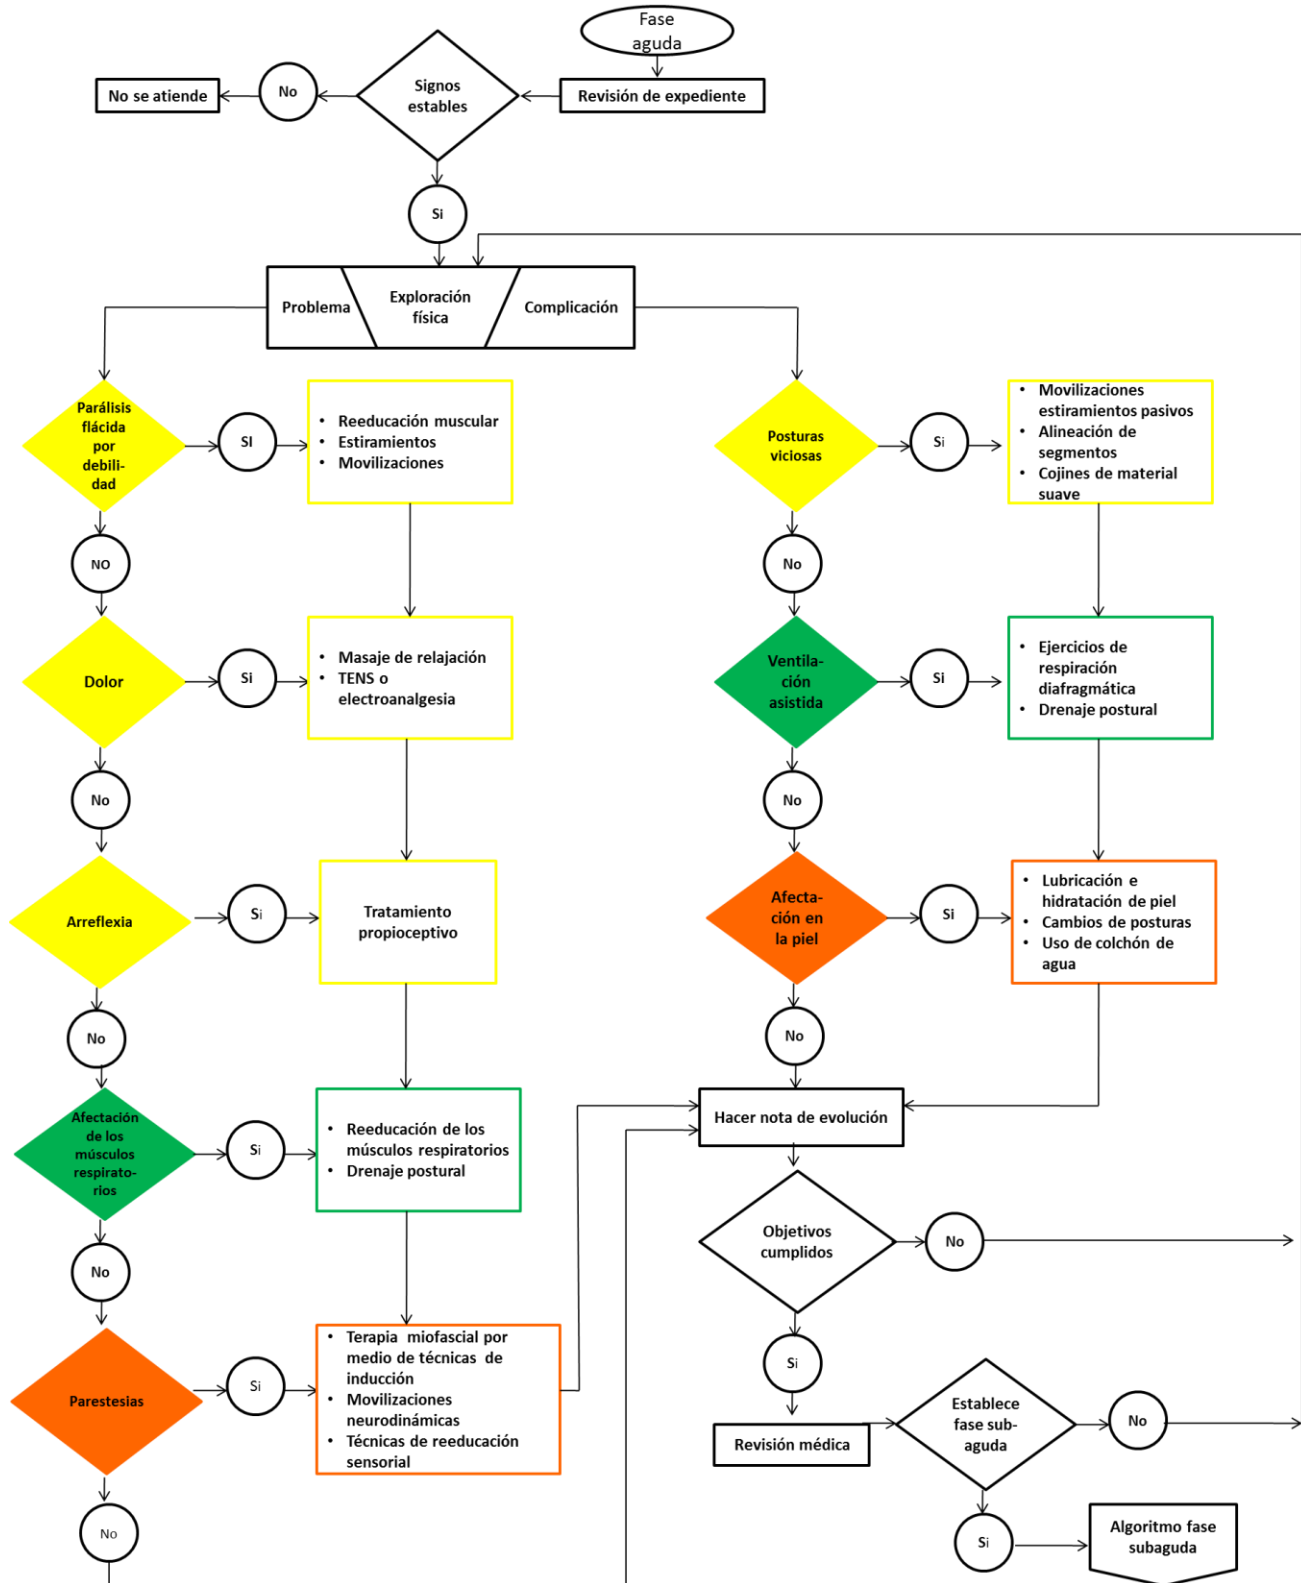 Fase
aguda
Revisión de expediente
Signos
estables
No
No se atiende
Si
Problema
Exploración
física
Complicación
Parálisis
flácida
por
debili-
dad
SI
• Reeducación muscular
• Estiramientos
• Movilizaciones
NO
Dolor
Si
• Masaje de relajación
• TENS o
electroanalgesia
No
Arreflexia
Si
Tratamiento
propioceptivo
No
Afectación
de los
músculos
respirato-
rios
Si
• Reeducación de los
músculos respiratorios
• Drenaje postural
No
Parestesias
Si
• Terapia miofascial por
medio de técnicas de
inducción
• Movilizaciones
neurodinámicas
• Técnicas de reeducación
sensorial
No
Posturas
viciosas
Si
• Movilizaciones
estiramientos pasivos
• Alineación de
segmentos
• Cojines de material
suave
No
Ventila-
ción
asistida
Si
• Ejercicios de
respiración
diafragmática
• Drenaje postural
No
Afecta-
ción en
la piel
Si
• Lubricación e
hidratación de piel
• Cambios de posturas
• Uso de colchón de
agua
No
Hacer nota de evolución
Objetivos
cumplidos
No
Si
Revisión médica
Establece
fase sub-
aguda
No
Si
Algoritmo fase
subaguda